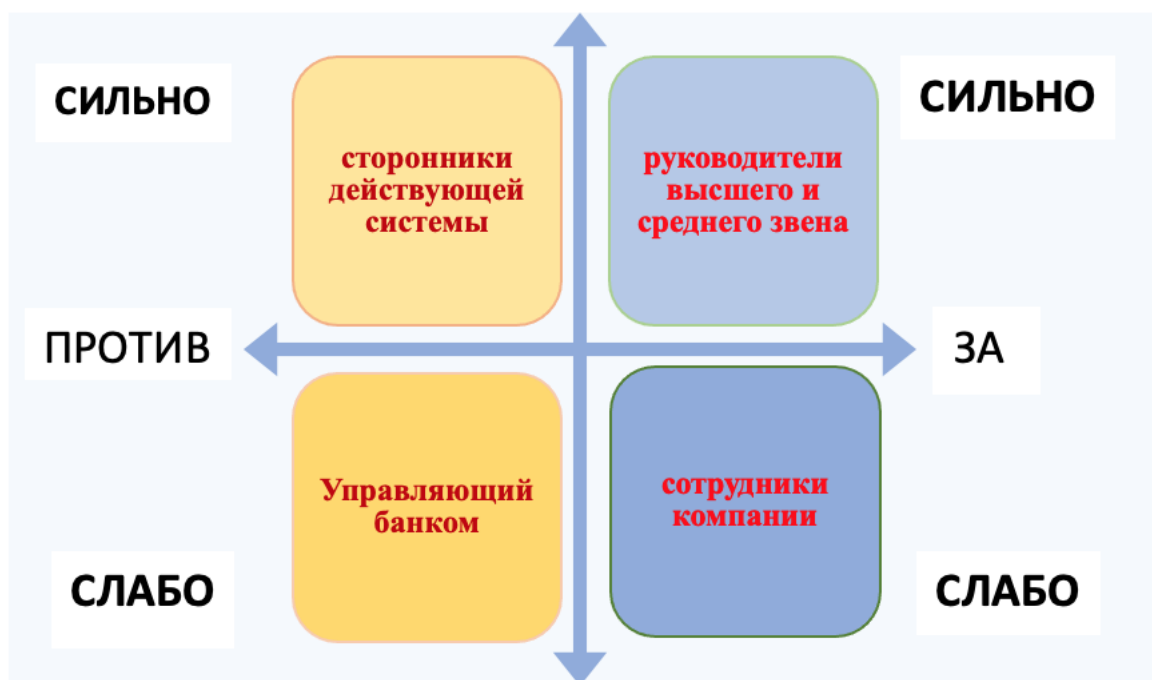 СИЛЬНО
сторонники
действующей
системы
руководители
высшего и
среднего звена
СИЛЬНО
ПРОТИВ
ЗА
Управляющий
банком
сотрудники
компании
СЛАБО
СЛАБО